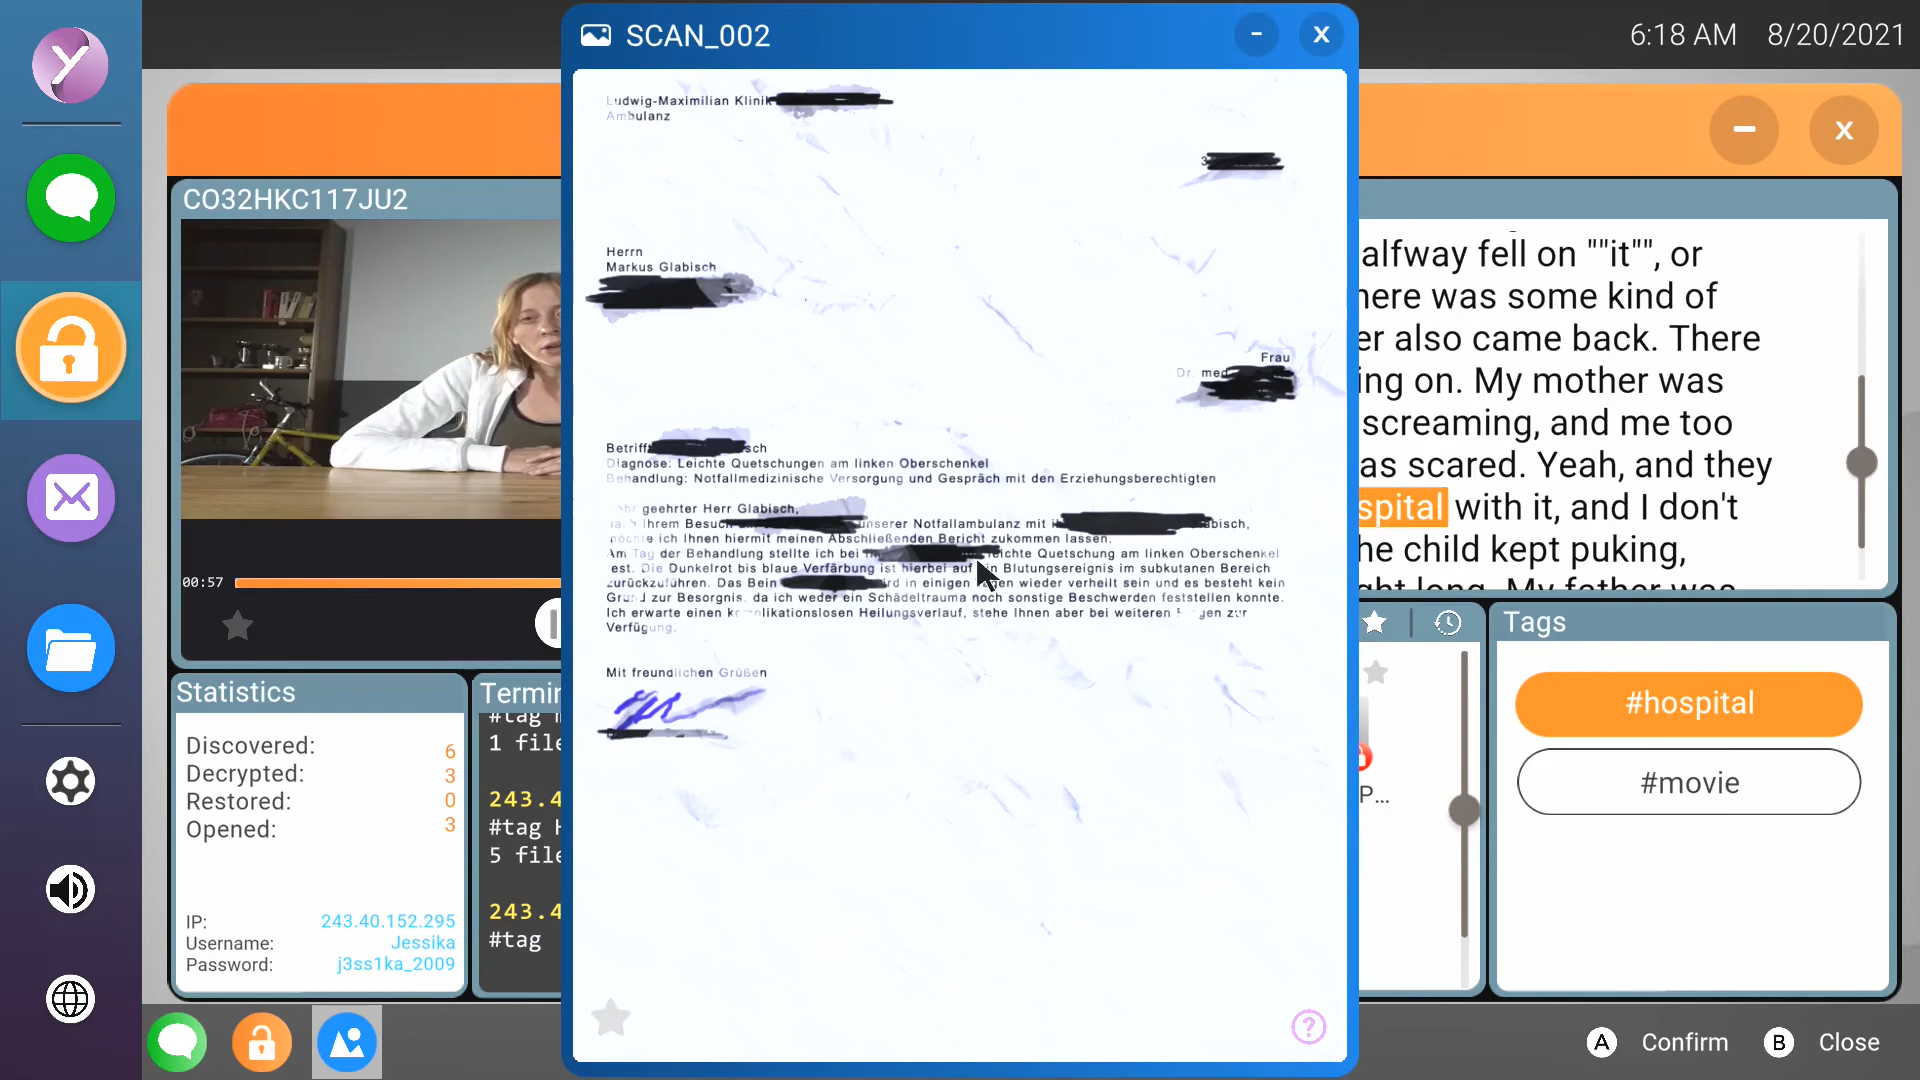 SCAN_002
6:18 AM 8/20/2021
Ludwig-Maximilian Klinik
Ambulanz
Herrn
Markus Glabisch
Frau
Dr. med
Betrifft
Diagnose: Leichte Quetschungen am linken Oberschenkel
Behandlung: Notfallmedizinische Versorgung und Gespräch mit den Erziehungsberechtigten
geehrter Herr Glabisch,
Ihrem Besuch unserer Notfallambulanz mit
ich Ihnen hiermit meinen Abschließenden Bericht zukommen lassen.
Am Tag der Behandlung stellte ich bei leichte Quetschung am linken Oberschenkel
Die Dunkelrot bis blaue Verfärbung ist hierbei auf ein Blutungsereignis im subkutanen Bereich
zurückzuführen. Das Bein in einigen wieder verheilt sein und es besteht kein
Grund zur Besorgnis, da ich weder ein Schädeltrauma noch sonstige Beschwerden feststellen konnte.
Ich erwarte einen komplikationslosen Heilungsverlauf, stehe Ihnen aber bei weiteren zur
Verfügung.
Mit freundlichen Grüßen
CO32HKC117JU2
00:57
alfway fell on ""it"", or
here was some kind of
er also came back. There
ing on. My mother was
screaming, and me too
as scared. Yeah, and they
spital with it, and I don't
he child kept puking,
ght long. My father was
Statistics
Discovered: 6
Decrypted: 3
Restored: 0
Opened: 3
IP: 243.40.152.295
Username: Jessika
Password: j3ss1ka_2009
Termin
#tag
1 file
243.4
#tag H
5 file
243.4
#tag
P...
Tags
#hospital
#movie
A Confirm B Close